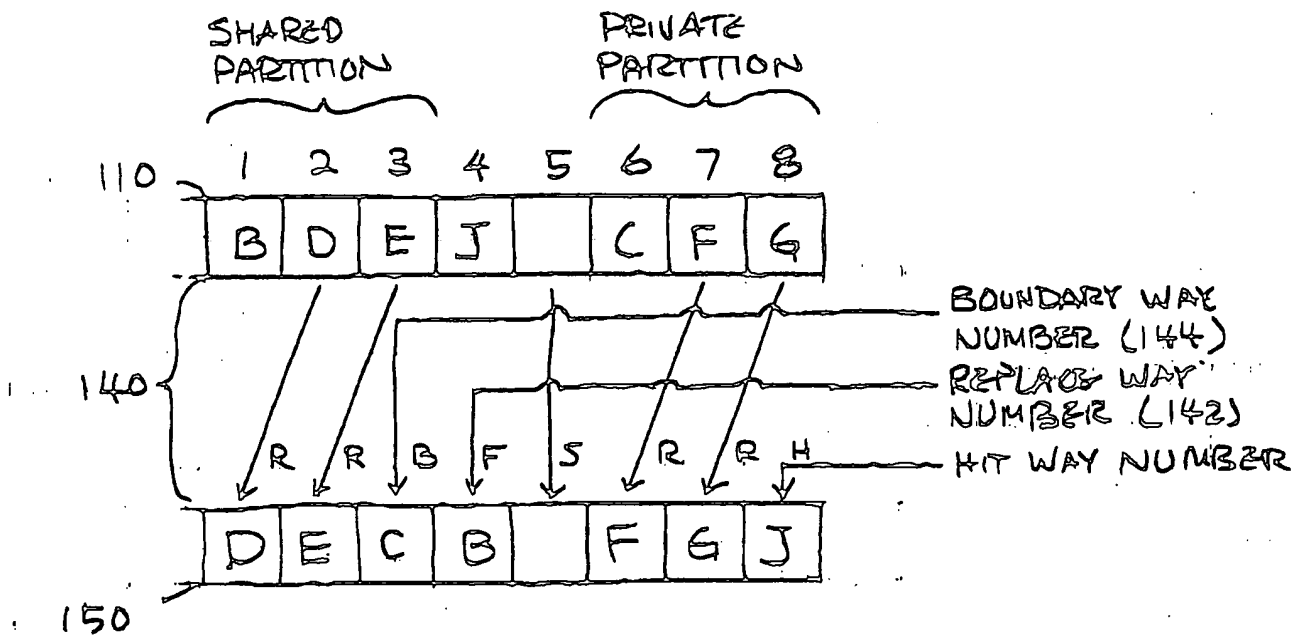 SHARED
PARTITION
PRIVATE
PARTITION
1 2 3 4 5 6 7 8
110
B D E J C F G
BOUNDARY WAY
NUMBER (144)
140
REPLACE WAY
NUMBER (142)
R R B F S R R H
HIT WAY NUMBER
D E C B F G J
150